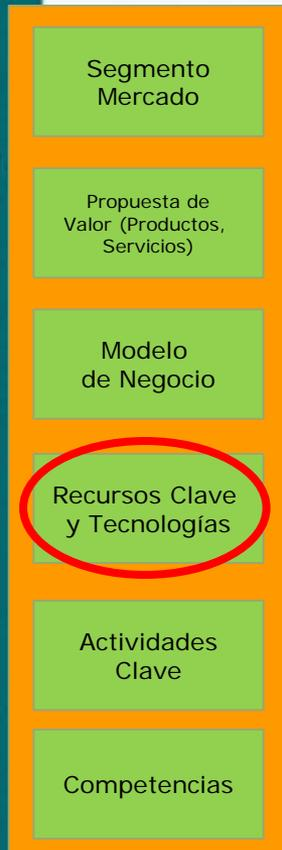 Segmento
Mercado
Propuesta de
Valor (Productos,
Servicios)
Modelo
de Negocio
Recursos Clave
y Tecnologías
Actividades
Clave
Competencias